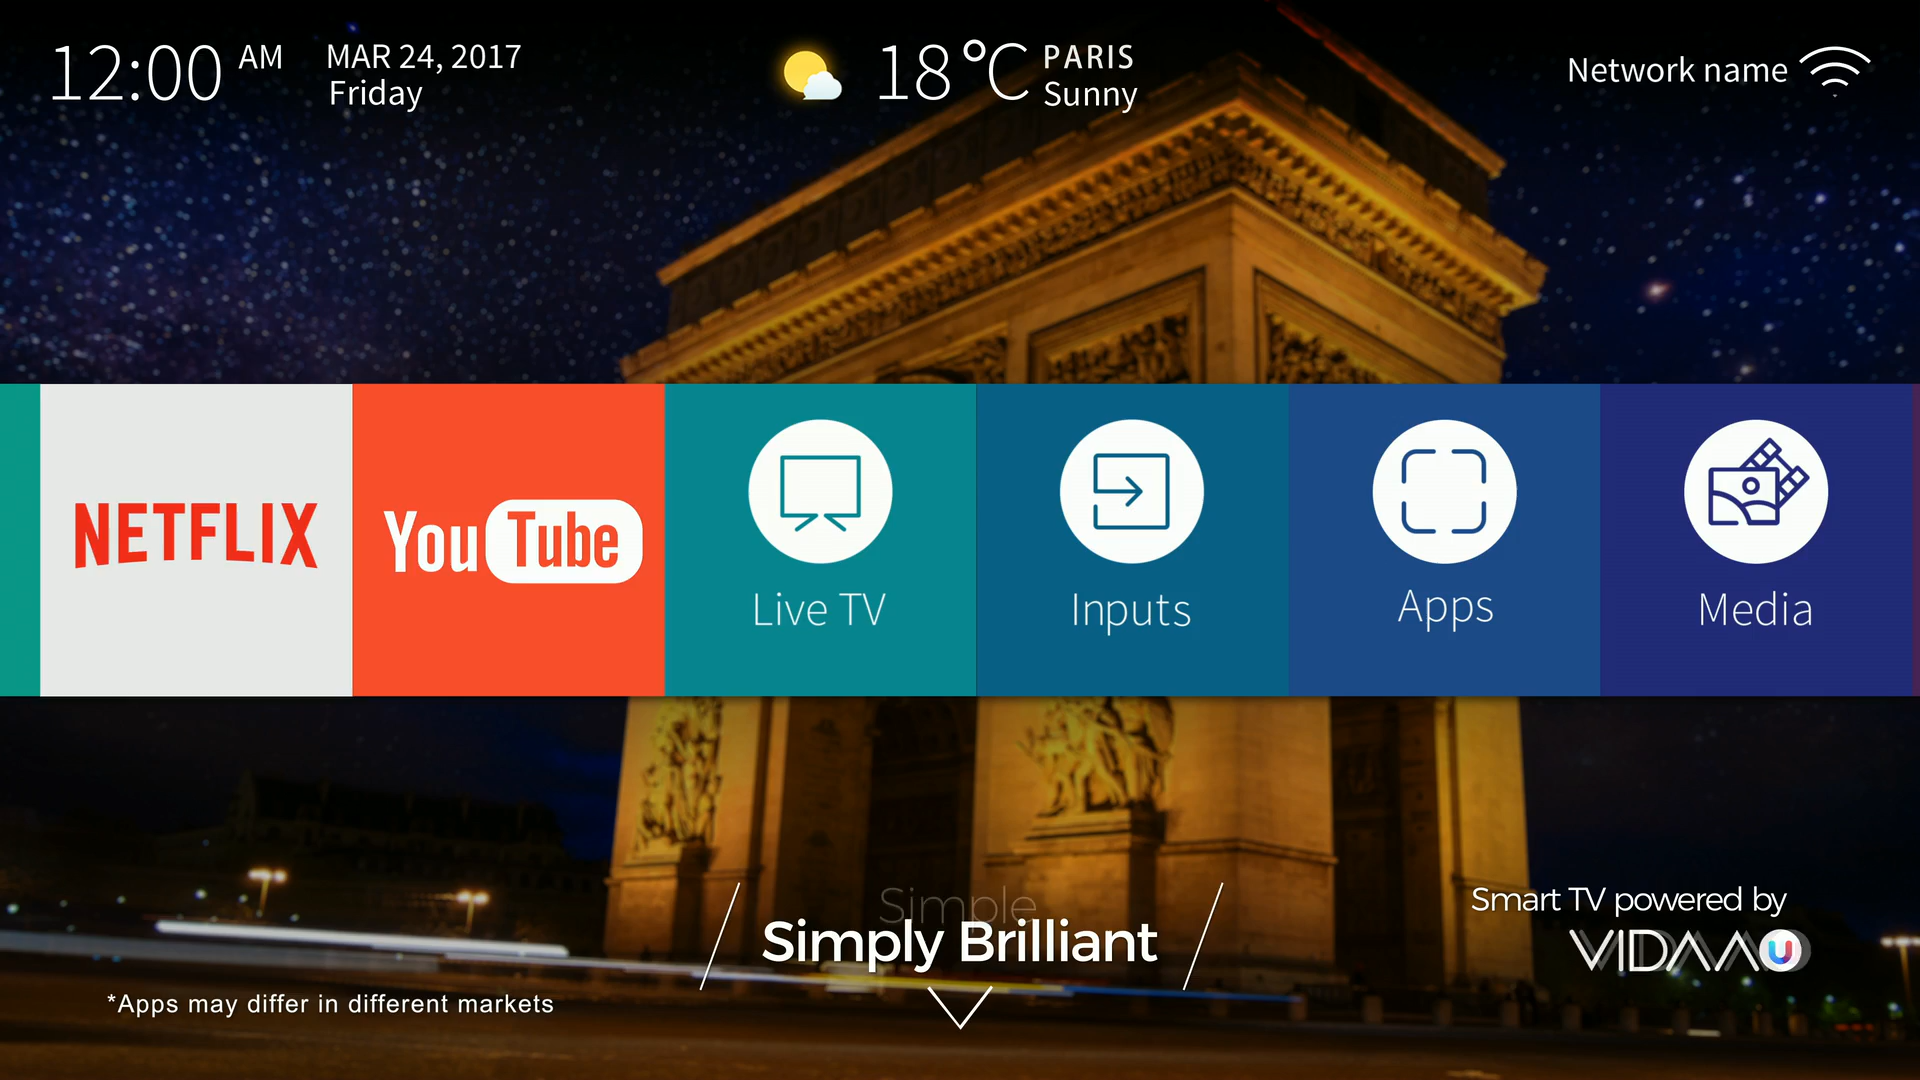 12:00 AM
MAR 24, 2017
Friday
18°C
PARIS
Sunny
Network name
NETFLIX
YouTube
Live TV
Inputs
Apps
Media
Simple
Simply Brilliant
Smart TV powered by
VIDAA U
*Apps may differ in different markets